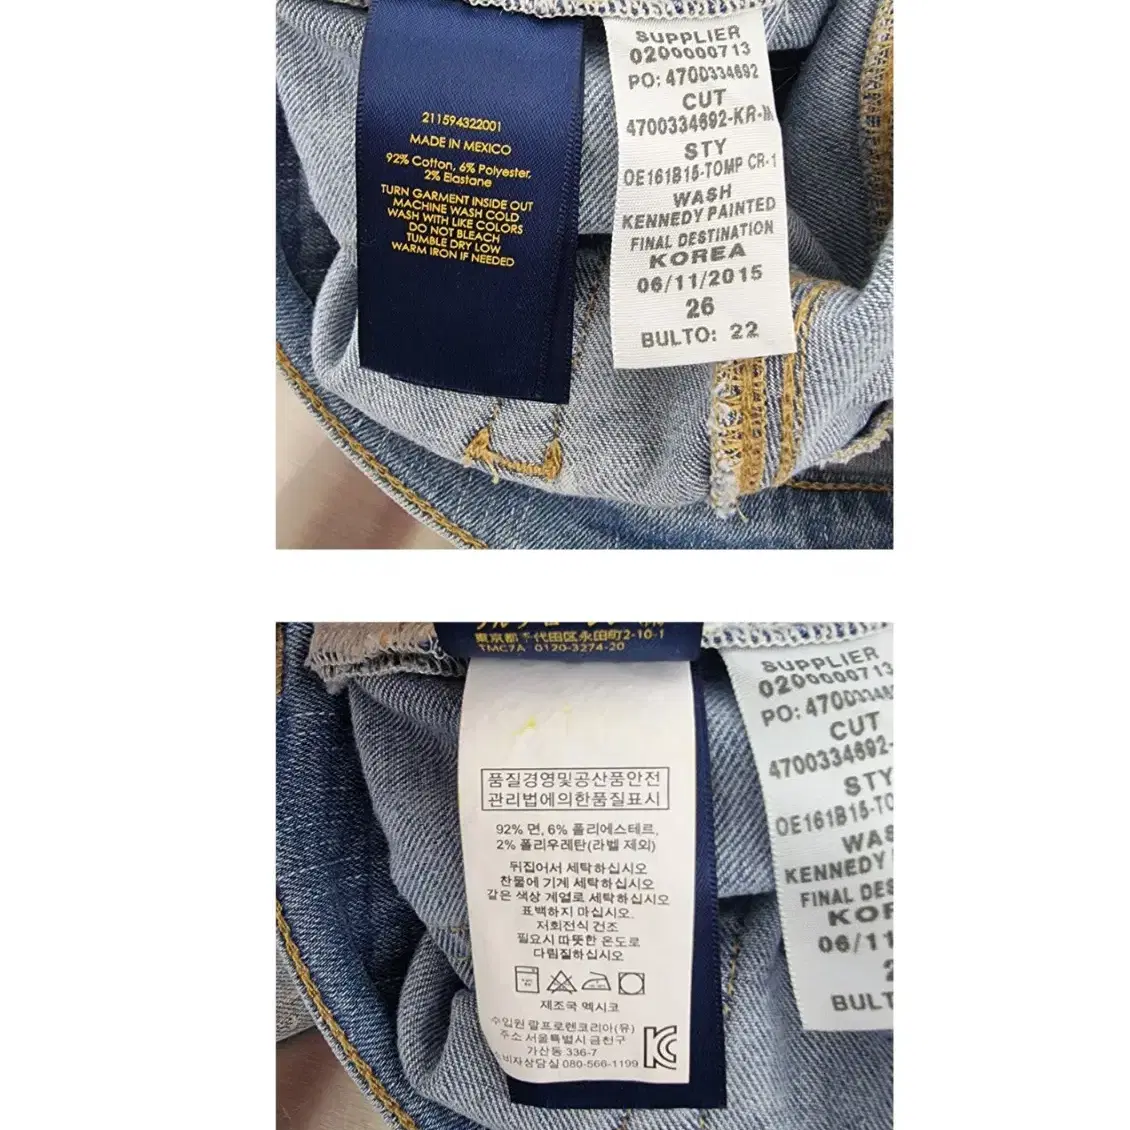 211594322001
MADE IN MEXICO
92% Cotton, 6% Polyester,
2% Elastane
TURN GARMENT INSIDE OUT
MACHINE WASH COLD
WASH WITH LIKE COLORS
DO NOT BLEACH
TUMBLE DRY LOW
WARM IRON IF NEEDED
SUPPLIER
0200000713
PO: 4700334692
CUT
4700334692-KR-
STY
OE161B15-TOMP CR-1
WASH
KENNEDY PAINTED
FINAL DESTINATION
KOREA
06/11/2015
26
BULTO: 22
東京都千代田区永田町2-10-1
TMC7A 0120-3274-20
품질경영및공산품안전
관리법에의한품질표시
92% 면, 6% 폴리에스테르,
2% 폴리우레탄(라벨 제외)
뒤집어서 세탁하십시오
찬물에 기계 세탁하십시오
같은 색상 계열로 세탁하십시오
표백하지 마십시오.
저회전식 건조
필요시 따뜻한 온도로
다림질하십시오
제조국 멕시코
수입원 랄프로렌코리아(유)
주소 서울특별시 금천구
가산동 336-7
소비자상담실 080-566-1199
SUPPLIER
0200000713
PO: 47003346
CUT
4700334692-
STY
OE161B15-TO
WAS
KENNEDY
FINAL DES
KOR
06/11
BULT